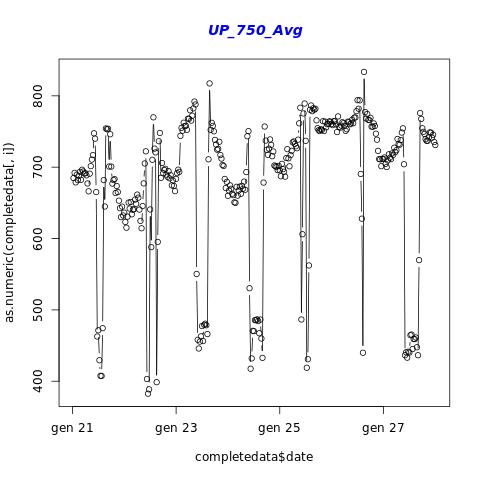 UP_750_Avg
as.numeric(completedata[, i])
800
700
600
500
400
gen 21
gen 23
gen 25
gen 27
completedata$date